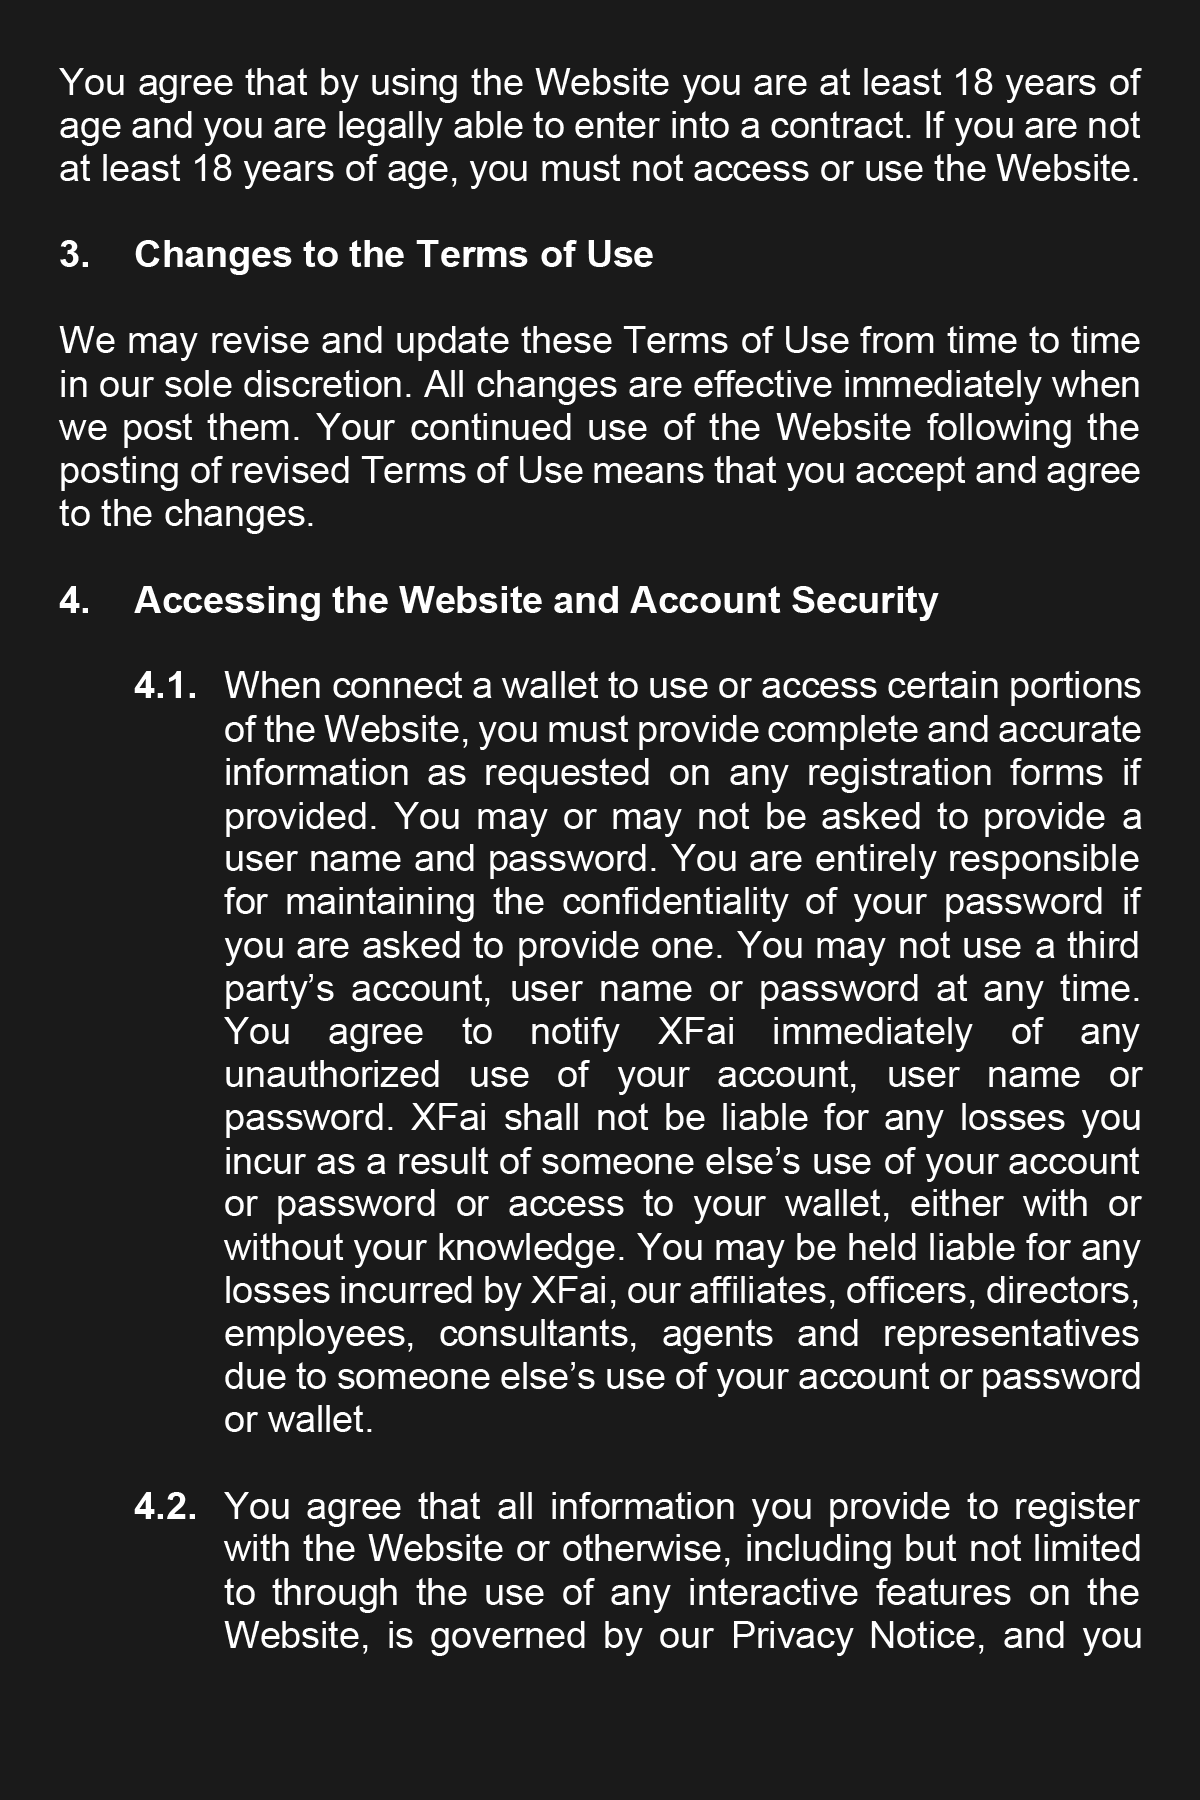 You agree that by using the Website you are at least 18 years of
age and you are legally able to enter into a contract. If you are not
at least 18 years of age, you must not access or use the Website.
3. Changes to the Terms of Use
We may revise and update these Terms of Use from time to time
in our sole discretion. All changes are effective immediately when
we post them. Your continued use of the Website following the
posting of revised Terms of Use means that you accept and agree
to the changes.
4. Accessing the Website and Account Security
4.1. When connect a wallet to use or access certain portions
of the Website, you must provide complete and accurate
information as requested on any registration forms if
provided. You may or may not be asked to provide a
user name and password. You are entirely responsible
for maintaining the confidentiality of your password if
you are asked to provide one. You may not use a third
party’s account, user name or password at any time.
You agree to notify XFai immediately of any
unauthorized use of your account, user name or
password. XFai shall not be liable for any losses you
incur as a result of someone else’s use of your account
or password or access to your wallet, either with or
without your knowledge. You may be held liable for any
losses incurred by XFai, our affiliates, officers, directors,
employees, consultants, agents and representatives
due to someone else’s use of your account or password
or wallet.
4.2. You agree that all information you provide to register
with the Website or otherwise, including but not limited
to through the use of any interactive features on the
Website, is governed by our Privacy Notice, and you